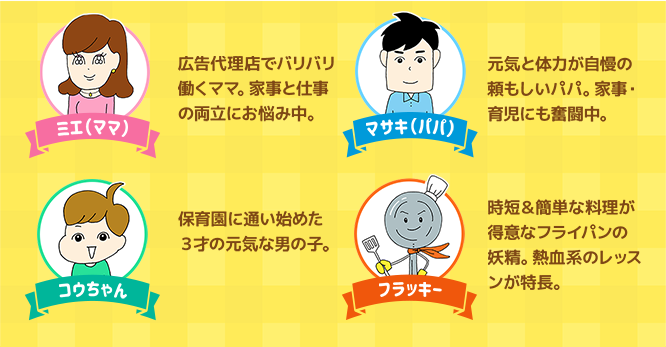 広告代理店でバリバリ
働くママ。家事と仕事
の両立にお悩み中。
ミエ(ママ)
元気と体力が自慢の
頼もしいパパ。家事・
育児にも奮闘中。
マサキ(パパ)
保育園に通い始めた
3才の元気な男の子。
コウちゃん
時短&簡単な料理が
得意なフライパンの
妖精。熱血系のレッス
ンが特長。
フラッキー